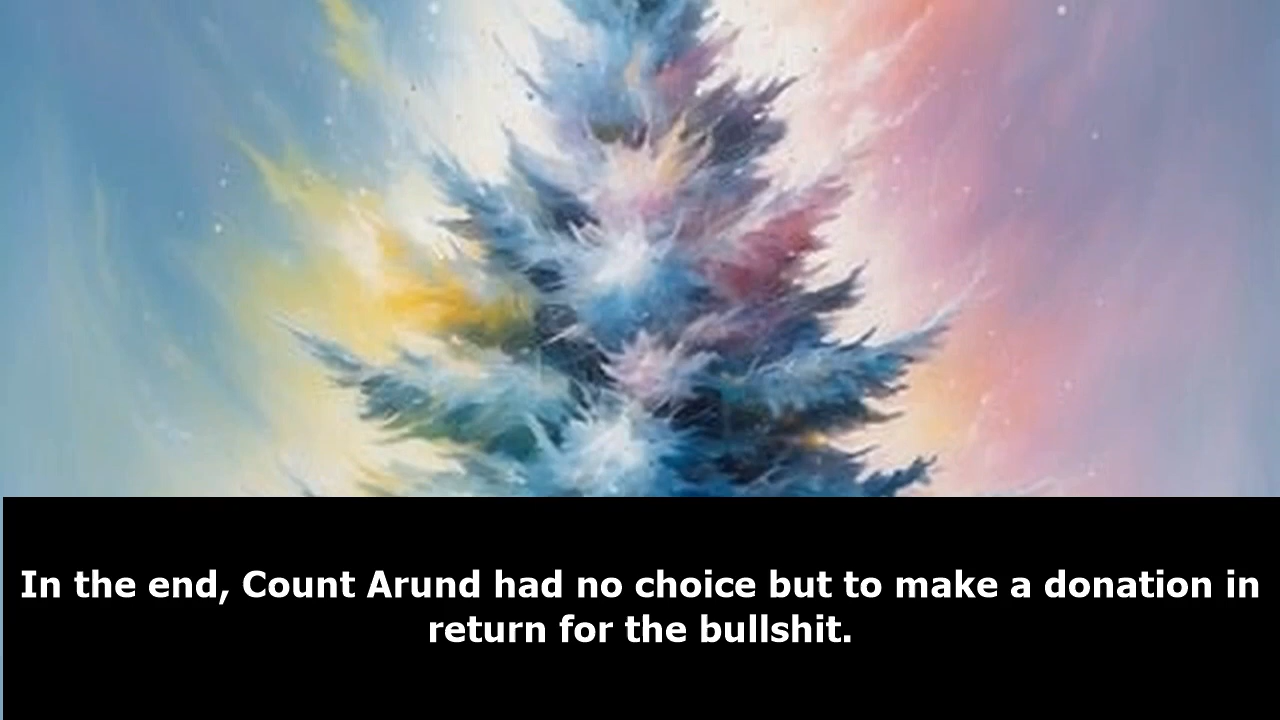 In the end, Count Arund had no choice but to make a donation in
return for the bullshit.